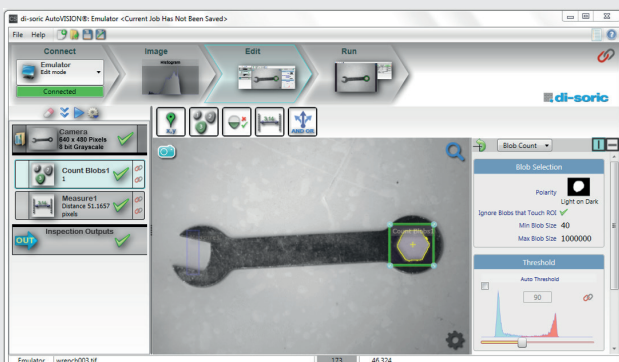 di-soric AutoVISION®: Emulator <Current Job Has Not Been Saved>
File Help
Connect
Image
Edit
Run
Emulator
Edit mode
Connected
Histogram
di-soric
x,y
AND OR
Camera
640 x 480 Pixels
8 bit Grayscale
Count Blobs1
1
Measure1
Distance 51.1657
pixels
Inspection Outputs
OUT
Count Blobs1
Blob Count
Blob Selection
Polarity
Light on Dark
Ignore Blobs that Touch ROI
Min Blob Size 40
Max Blob Size 1000000
Threshold
Auto Threshold
90
Emulator wrench003.tif 173 46,324